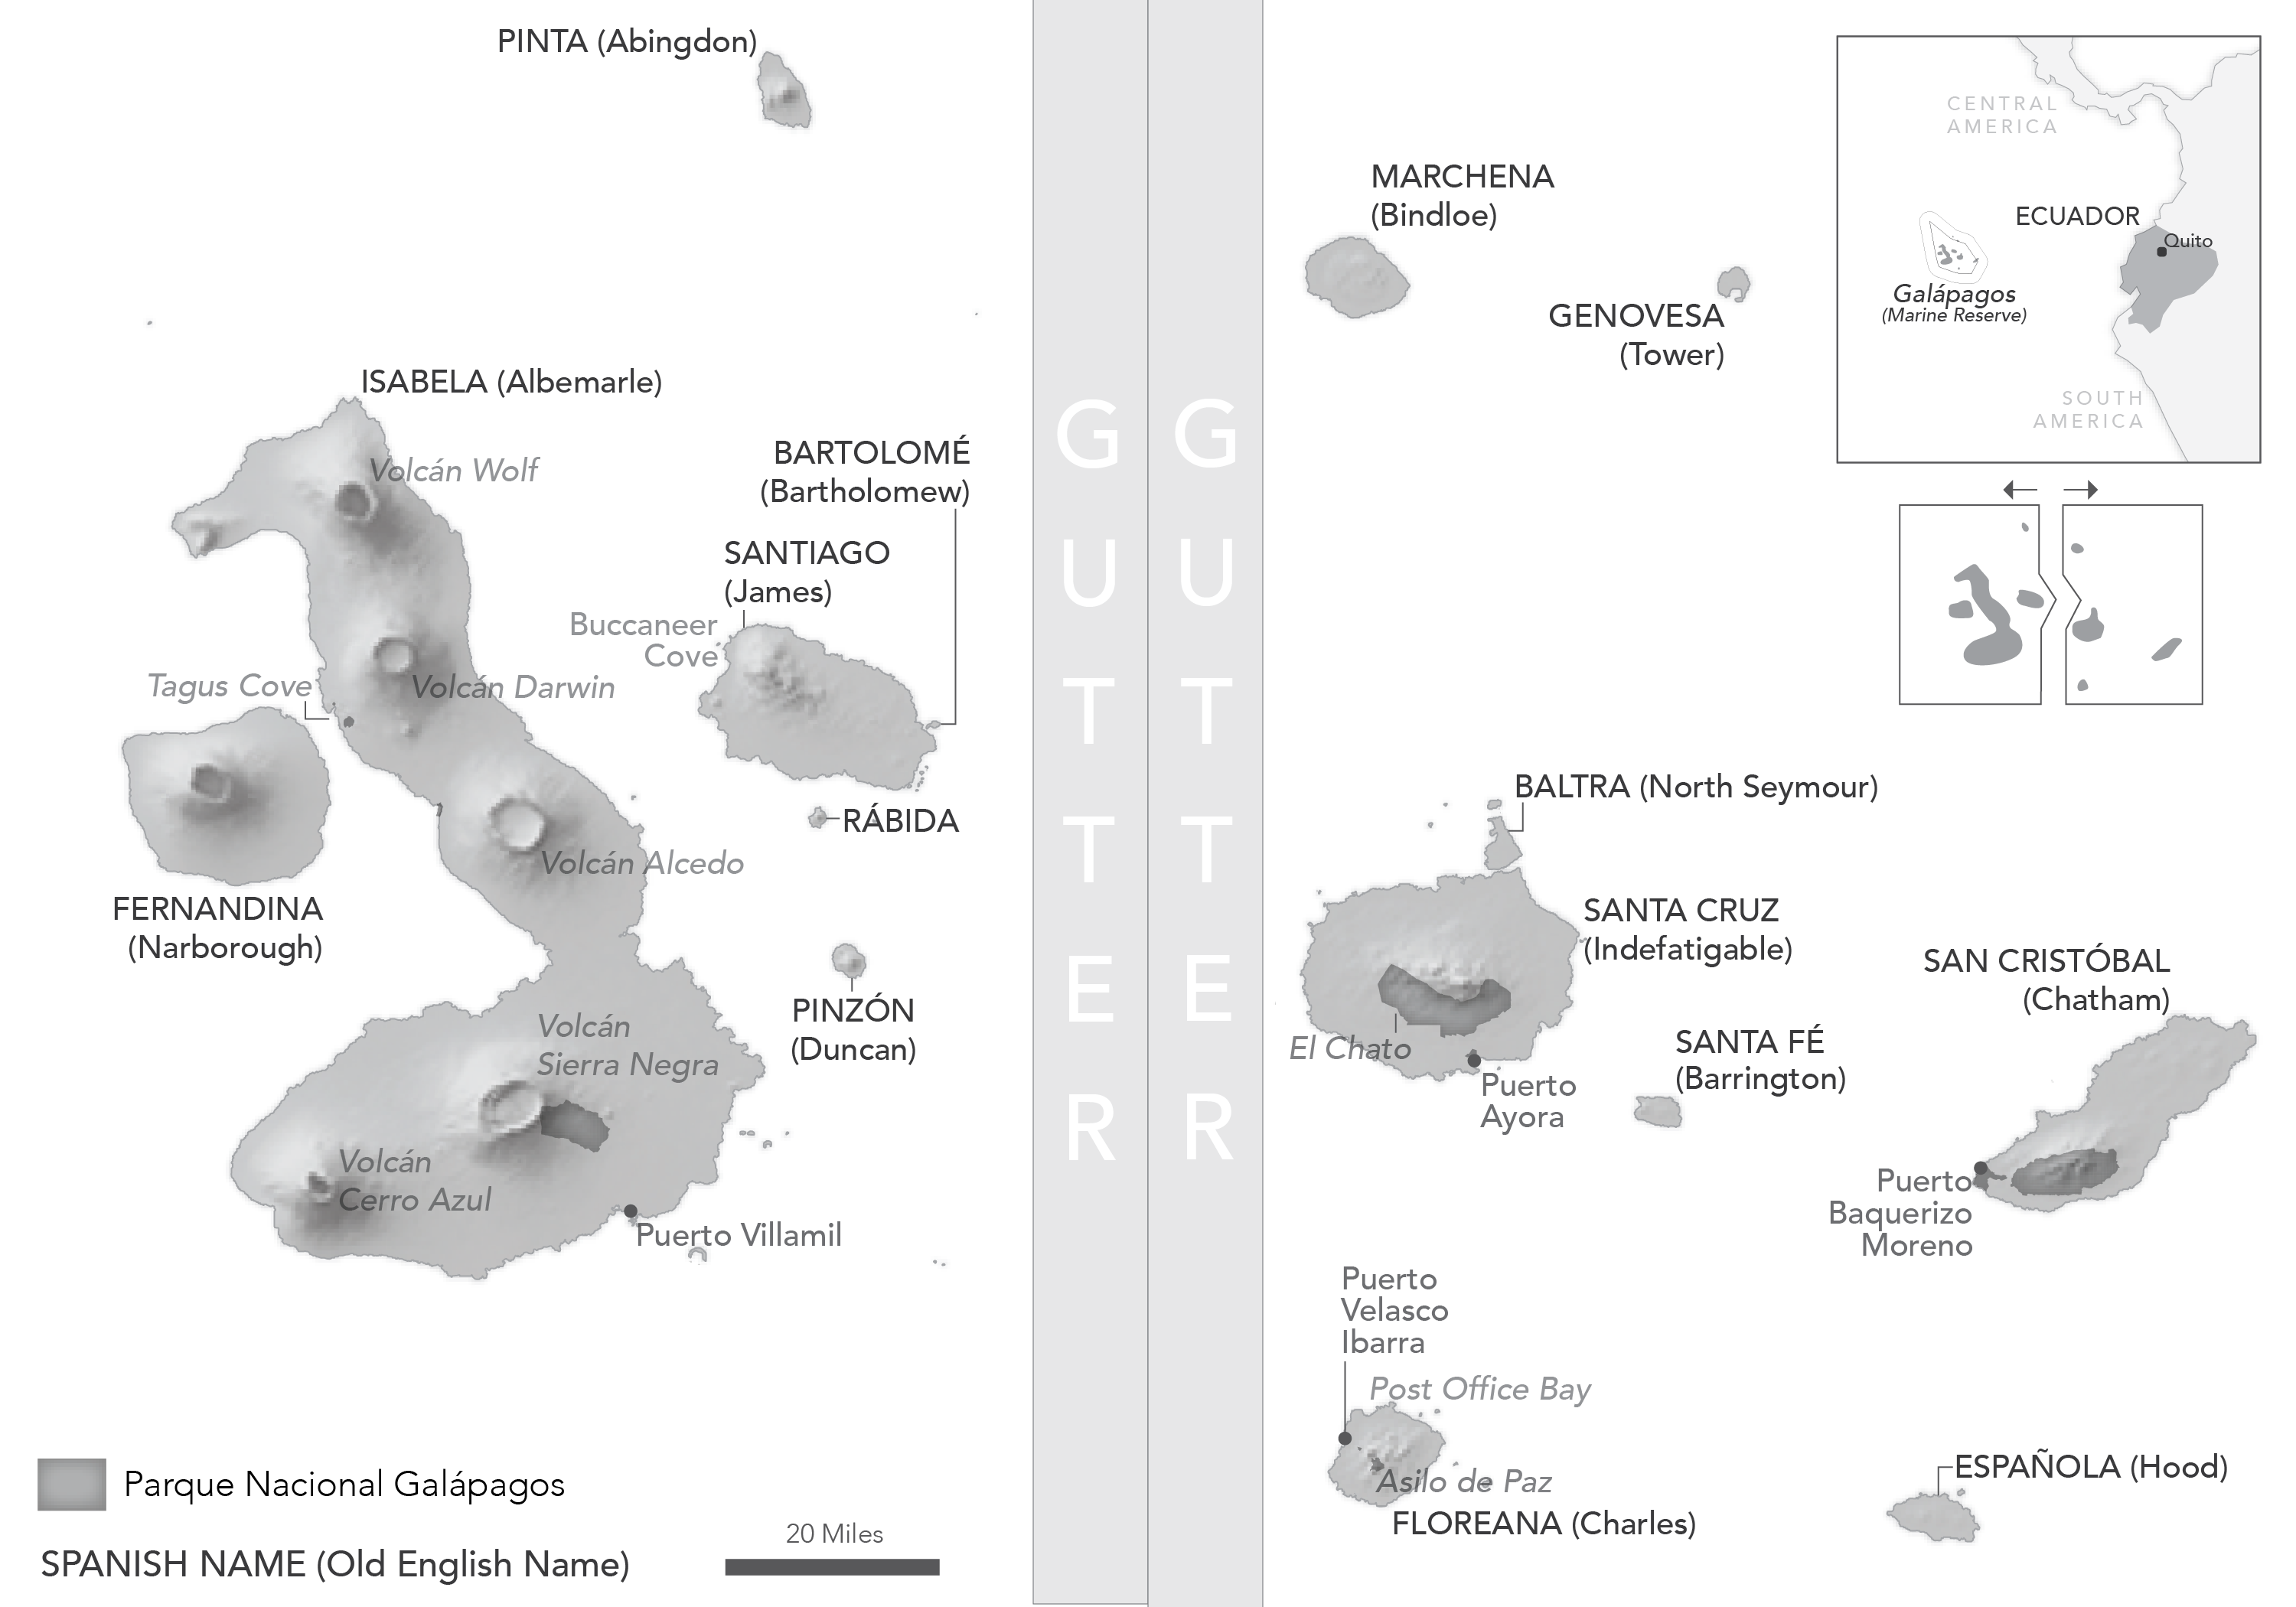 PINTA (Abingdon)
ISABELA (Albemarle)
Volcán Wolf
BARTOLOMÉ
(Bartholomew)
SANTIAGO
(James)
Buccaneer
Cove
Tagus Cove
Volcán Darwin
RÁBIDA
Volcán Alcedo
FERNANDINA
(Narborough)
PINZÓN
(Duncan)
Volcán
Sierra Negra
Volcán
Cerro Azul
Puerto Villamil
Parque Nacional Galápagos
SPANISH NAME (Old English Name)
20 Miles
GUTTER
GUTTER
MARCHENA
(Bindloe)
GENOVESA
(Tower)
CENTRAL
AMERICA
ECUADOR
Quito
Galápagos
(Marine Reserve)
SOUTH
AMERICA
BALTRA (North Seymour)
SANTA CRUZ
(Indefatigable)
El Chato
Puerto
Ayora
SANTA FÉ
(Barrington)
SAN CRISTÓBAL
(Chatham)
Puerto
Baquerizo
Moreno
Puerto
Velasco
Ibarra
Post Office Bay
Asilo de Paz
FLOREANA (Charles)
ESPAÑOLA (Hood)